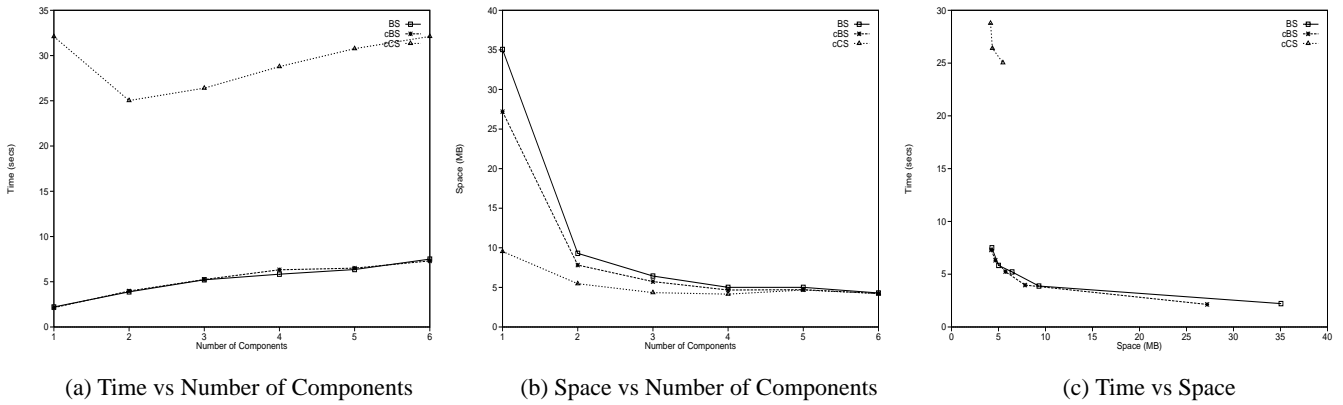 35
30
25
20
15
10
5
0
1
2
3
4
5
6
Time (secs)
Number of Components
BS
cBS
cCS
(a) Time vs Number of Components
40
35
30
25
20
15
10
5
0
1
2
3
4
5
6
Space (MB)
Number of Components
BS
cBS
cCS
(b) Space vs Number of Components
30
25
20
15
10
5
0
0
5
10
15
20
25
30
35
40
Time (secs)
Space (MB)
BS
cBS
cCS
(c) Time vs Space